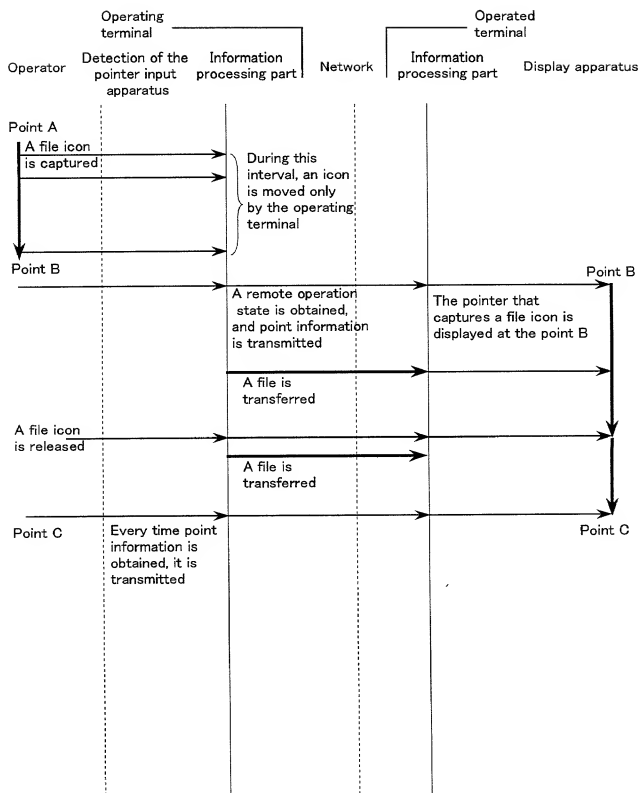 Operating
terminal
Operated
terminal
Operator
Detection of the
pointer input
apparatus
Information
processing part
Network
Information
processing part
Display apparatus
Point A
A file icon
is captured
During this
interval, an icon
is moved only
by the operating
terminal
Point B
Point B
A remote operation
state is obtained,
and point information
is transmitted
The pointer that
captures a file icon is
displayed at the point B
A file is
transferred
A file icon
is released
A file is
transferred
Point C
Every time point
information is
obtained, it is
transmitted
Point C